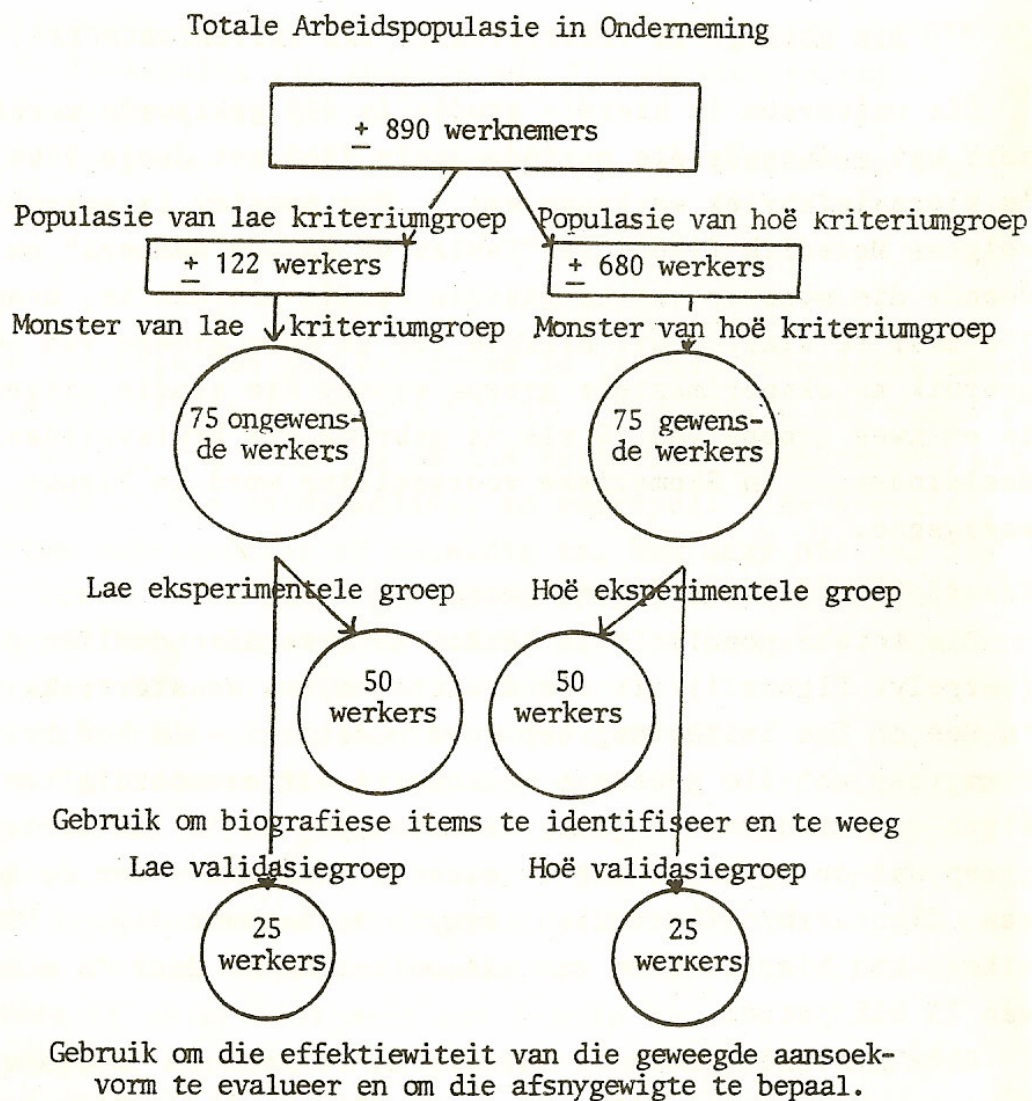 Totale Arbeidspopulasie in Onderneming
± 890 werknemers
Populasie van lae kriteriumgroep
Populasie van hoë kriteriumgroep
± 122 werkers
± 680 werkers
Monster van lae kriteriumgroep
Monster van hoë kriteriumgroep
75 ongewens-
de werkers
75 gewens-
de werkers
Lae eksperimentele groep
Hoë eksperimentele groep
50
werkers
50
werkers
Gebruik om biografiese items te identifiseer en te weeg
Lae validasiegroep
Hoë validasiegroep
25
werkers
25
werkers
Gebruik om die effektiewiteit van die geweegde aansoek-
vorm te evalueer en om die afsnygewigte te bepaal.